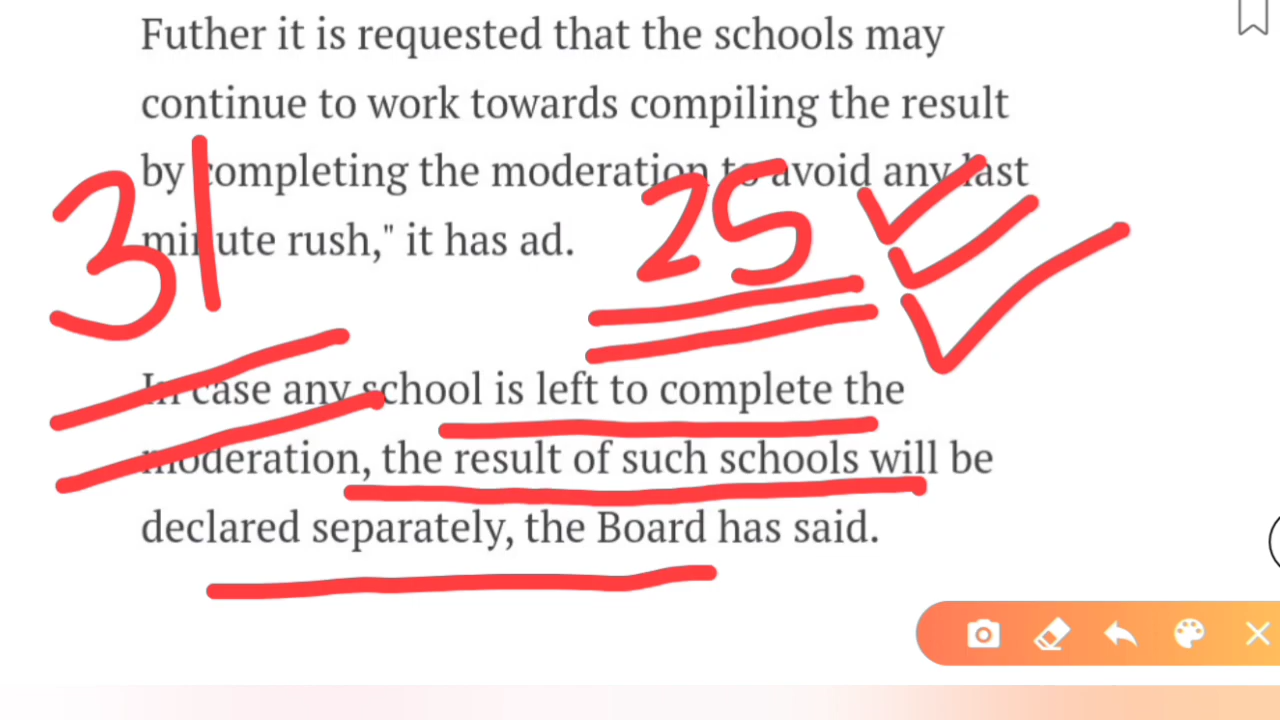 Futher it is requested that the schools may
continue to work towards compiling the result
by completing the moderation to avoid any last
minute rush," it has ad.
31
25
In case any school is left to complete the
moderation, the result of such schools will be
declared separately, the Board has said.